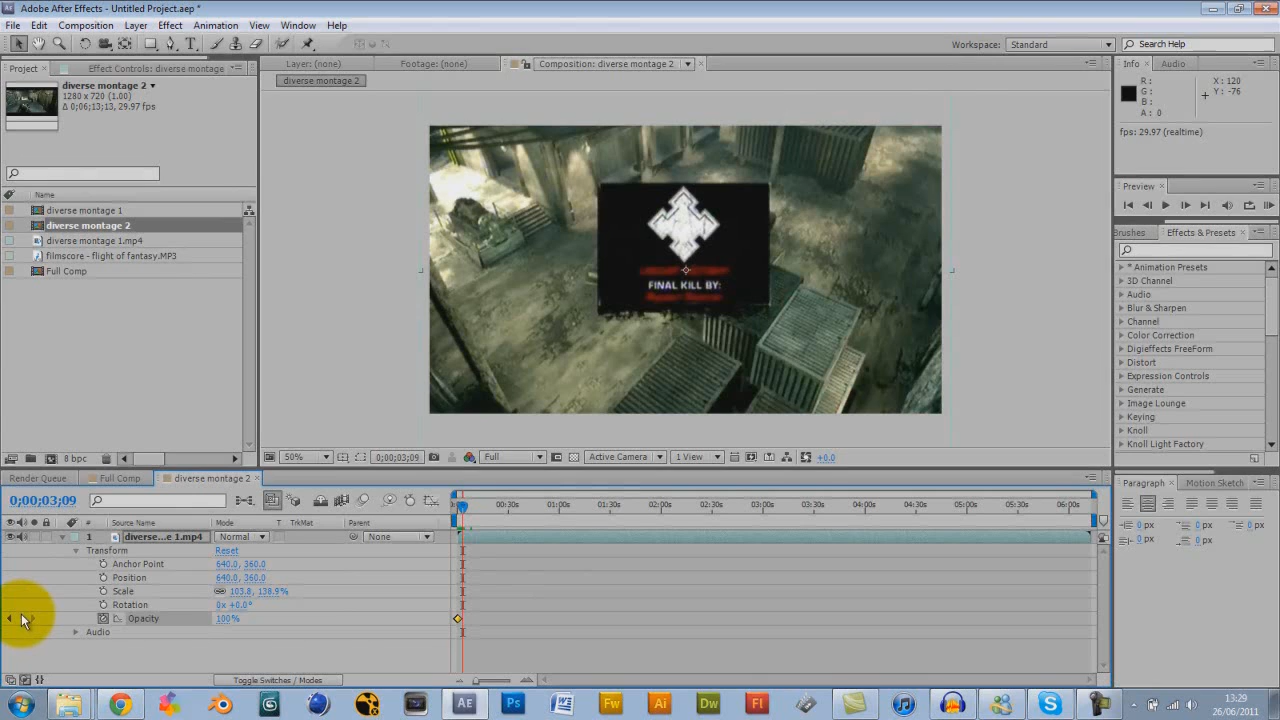 Adobe After Effects - Untitled Project.aep *
File Edit Composition Layer Effect Animation View Window Help
Workspace: Standard Search Help
Project Effect Controls: diverse montage
Layer: (none) Footage: (none) Composition: diverse montage 2
Info Audio
diverse montage 2
1280 x 720 (1.00)
Δ 0;06;13;13, 29.97 fps
diverse montage 2
R :
G :
B :
A : 0
X : 120
Y : -76
fps: 29.97 (realtime)
Name
diverse montage 1
diverse montage 2
diverse montage 1.mp4
filmscore - flight of fantasy.MP3
Full Comp
FINAL KILL BY:
Preview
Brushes Effects & Presets
* Animation Presets
3D Channel
Audio
Blur & Sharpen
Channel
Color Correction
Digieffects FreeForm
Distort
Expression Controls
Generate
Image Lounge
Keying
Knoll
Knoll Light Factory
8 bpc
50% 0;00;03;09 Full Active Camera 1 View +0.0
Render Queue Full Comp diverse montage 2
Paragraph Motion Sketch
0;00;03;09
00:30s 01:00s 01:30s 02:00s 02:30s 03:00s 03:30s 04:00s 04:30s 05:00s 05:30s 06:00s
# Source Name Mode T TrkMat Parent
1 diverse...e 1.mp4 Normal None
Transform Reset
Anchor Point 640.0, 360.0
Position 640.0, 360.0
Scale 103.8, 138.9%
Rotation 0x +0.0°
Opacity 100%
Audio
0 px 0 px 0 px
0 px 0 px
Toggle Switches / Modes
13:29
26/06/2011